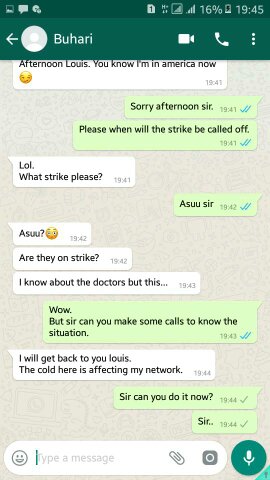 16% 19:45
Buhari
Afternoon Louis. You know I'm in america now
😏 19:41
Sorry afternoon sir. 19:41
Please when will the strike be called off.
19:41
Lol.
What strike please? 19:41
Asuu sir 19:42
Asuu?😳 19:42
Are they on strike? 19:42
I know about the doctors but this... 19:43
Wow.
But sir can you make some calls to know the
situation. 19:43
I will get back to you louis.
The cold here is affecting my network. 19:44
Sir can you do it now? 19:44
Sir.. 19:44
Type a message